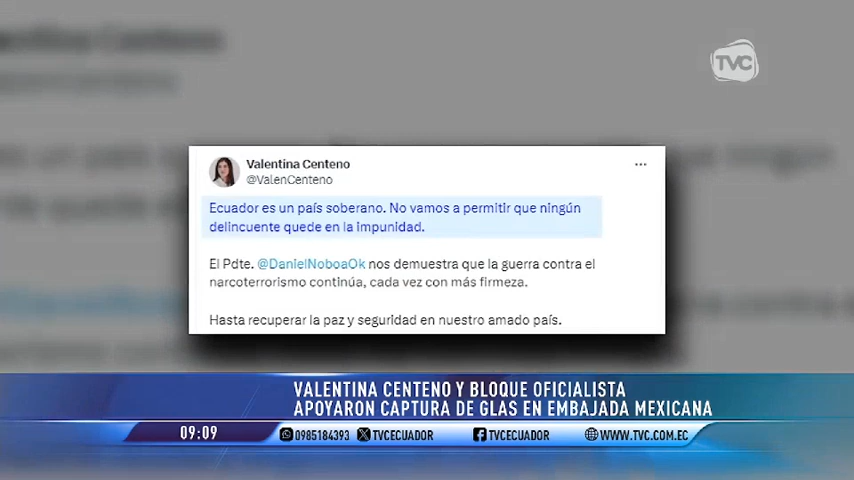 TVC
Valentina Centeno
@ValenCenteno
Ecuador es un país soberano. No vamos a permitir que ningún
delincuente quede en la impunidad.
El Pdte. @DanielNoboaOk nos demuestra que la guerra contra el
narcoterrorismo continúa, cada vez con más firmeza.
Hasta recuperar la paz y seguridad en nuestro amado país.
VALENTINA CENTENO Y BLOQUE OFICIALISTA
APOYARON CAPTURA DE GLAS EN EMBAJADA MEXICANA
09:09 0985184393 TVCECUADOR TVCECUADOR WWW.TVC.COM.EC